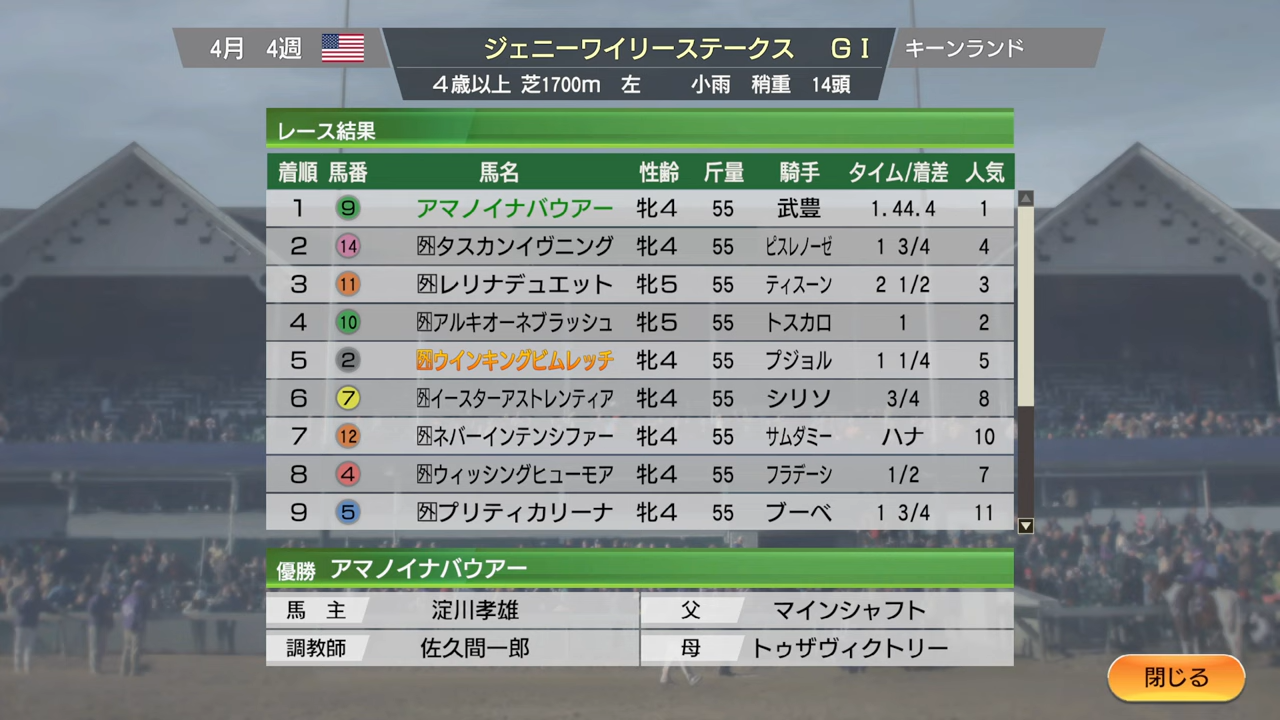 4月 4週 ジェニーワイリーステークス GⅠ キーンランド
4歳以上 芝1700m 左 小雨 稍重 14頭
レース結果
着順 馬番 馬名 性齢 斤量 騎手 タイム/着差 人気
1 9 アマノイナバウアー 牝4 55 武豊 1.44.4 1
2 14 外タスカンイヴニング 牝4 55 ピスレノーゼ 1 3/4 4
3 11 外レリナデュエット 牝5 55 ティスーン 2 1/2 3
4 10 外アルキオーネブラッシュ 牝5 55 トスカロ 1 2
5 2 外ウインキングビムレッチ 牝4 55 プジョル 1 1/4 5
6 7 外イースターアストレンティア 牝4 55 シリソ 3/4 8
7 12 外ネバーインテンシファー 牝4 55 サムダミー ハナ 10
8 4 外ウィッシングヒューモア 牝4 55 フラデーシ 1/2 7
9 5 外プリティカリーナ 牝4 55 ブーベ 1 3/4 11
優勝 アマノイナバウアー
馬主 淀川孝雄 父 マインシャフト
調教師 佐久間一郎 母 トゥザヴィクトリー
閉じる